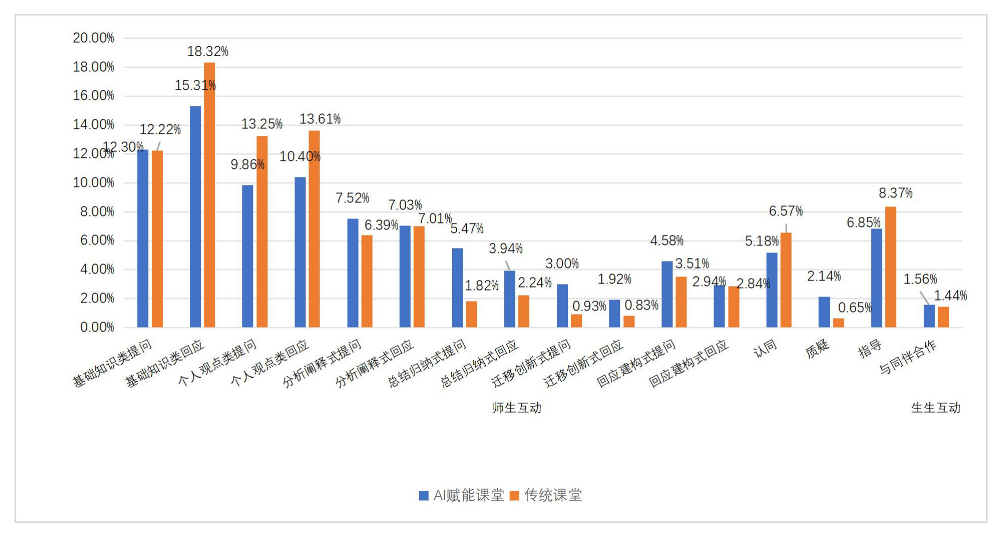 20.00%
18.00%
16.00%
14.00%
12.00%
10.00%
8.00%
6.00%
4.00%
2.00%
0.00%
12.30%
12.22%
15.31%
18.32%
9.86%
13.25%
10.40%
13.61%
7.52%
6.39%
7.03%
7.01%
5.47%
1.82%
3.94%
2.24%
3.00%
0.93%
1.92%
0.83%
4.58%
3.51%
2.94%
2.84%
5.18%
6.57%
2.14%
0.65%
6.85%
8.37%
1.56%
1.44%
基础知识类提问
基础知识类回应
个人观点类提问
个人观点类回应
分析阐释式提问
分析阐释式回应
总结归纳式提问
总结归纳式回应
迁移创新式提问
迁移创新式回应
回应建构式提问
回应建构式回应
认同
质疑
指导
与同伴合作
师生互动
生生互动
AI赋能课堂
传统课堂